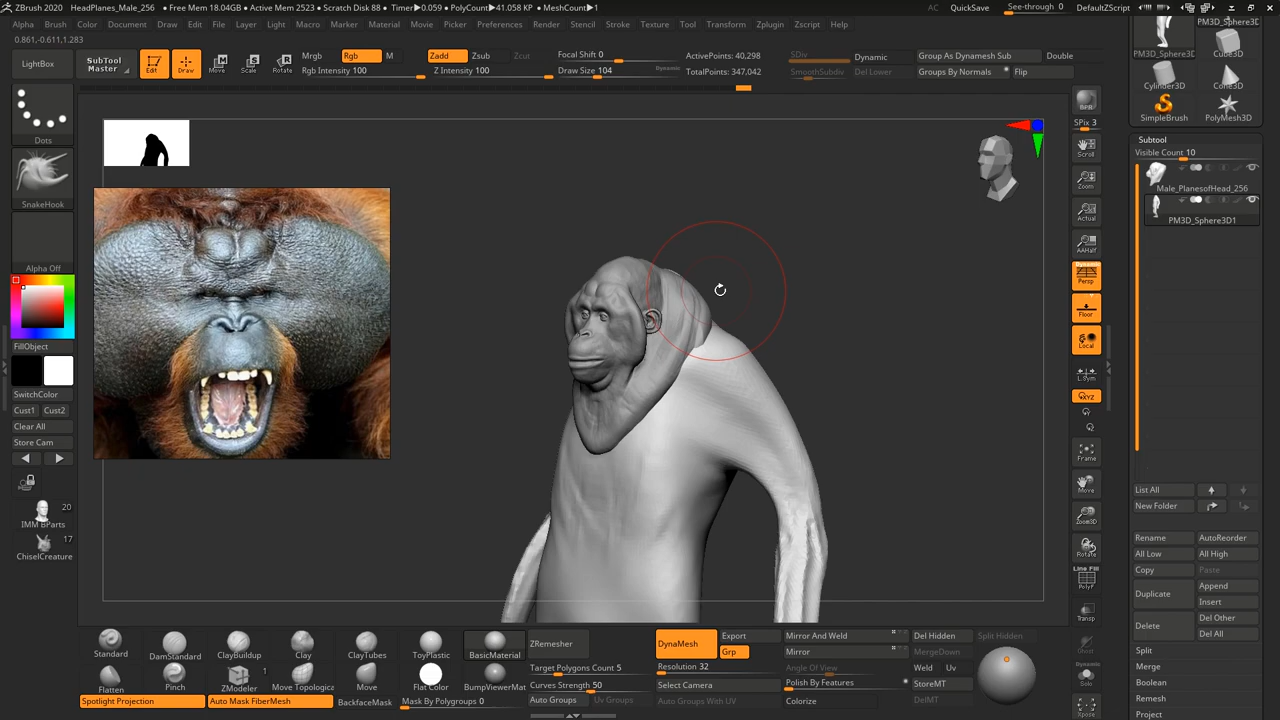 ZBrush 2020 HeadPlanes_Male_256 • Free Mem 18.04GB • Active Mem 2523 • Scratch Disk 88 • Timer▶0.059 • PolyCount▶41.058 KP • MeshCount▶1 AC QuickSave See-through 0 DefaultZScript
Alpha Brush Color Document Draw Edit File Layer Light Macro Marker Material Movie Picker Preferences Render Stencil Stroke Texture Tool Transform Zplugin Zscript Help
0.861,-0.611,1.283
LightBox SubTool Master Edit Draw Move Scale Rotate
Mrgb Rgb M Zadd Zsub Zcut Focal Shift 0 ActivePoints: 40,298 SDiv Dynamic Group As Dynamesh Sub Double
Rgb Intensity 100 Z Intensity 100 Draw Size 104 Dynamic TotalPoints: 347,042 SmoothSubdiv Del Lower Groups By Normals Flip
Dots
SnakeHook
Alpha Off
FillObject
SwitchColor
Cust1 Cust2
Clear All
Store Cam
20
IMM BParts
17
ChiselCreature
BPR
SPix 3
Scroll
Zoom
Actual
AAHalf
Dynamic
Persp
Floor
Local
L.Sym
XYZ
Frame
Move
Zoom3D
Rotate
Line Fill
PolyF
Transp
Ghost
Dynamic
Solo
Xpose
PM3D_Sphere3D
PM3D_Sphere3D Cube3D
Cylinder3D Cone3D
SimpleBrush PolyMesh3D
Subtool
Visible Count 10
Male_PlanesofHead_256
PM3D_Sphere3D1
List All
New Folder
Rename AutoReorder
All Low All High
Copy Paste
Duplicate Append
Insert
Delete Del Other
Del All
Split
Merge
Boolean
Remesh
Project
Standard DamStandard ClayBuildup Clay ClayTubes ToyPlastic BasicMaterial
Flatten Pinch ZModeler 1 Move Topologica Move Flat Color BumpViewerMat
Spotlight Projection Auto Mask FiberMesh BackfaceMask Mask By Polygons 0
ZRemesher
Target Polygons Count 5
Curves Strength 50
Auto Groups Uv Groups
DynaMesh Export
Grp
Resolution 32
Select Camera
Auto Groups With UV
Mirror And Weld
Mirror
Angle Of View
Polish By Features
Colorize
Del Hidden Split Hidden
MergeDown
Weld Uv
StoreMT
DelMT